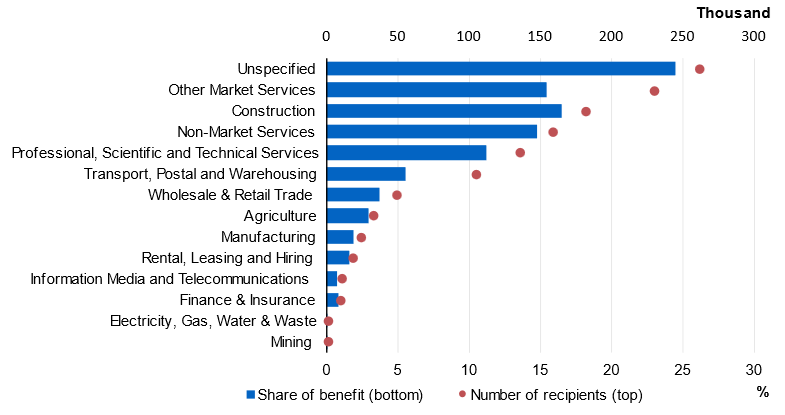 Thousand
0 50 100 150 200 250 300
Unspecified
Other Market Services
Construction
Non-Market Services
Professional, Scientific and Technical Services
Transport, Postal and Warehousing
Wholesale & Retail Trade
Agriculture
Manufacturing
Rental, Leasing and Hiring
Information Media and Telecommunications
Finance & Insurance
Electricity, Gas, Water & Waste
Mining
0 5 10 15 20 25 30
%
Share of benefit (bottom) Number of recipients (top)